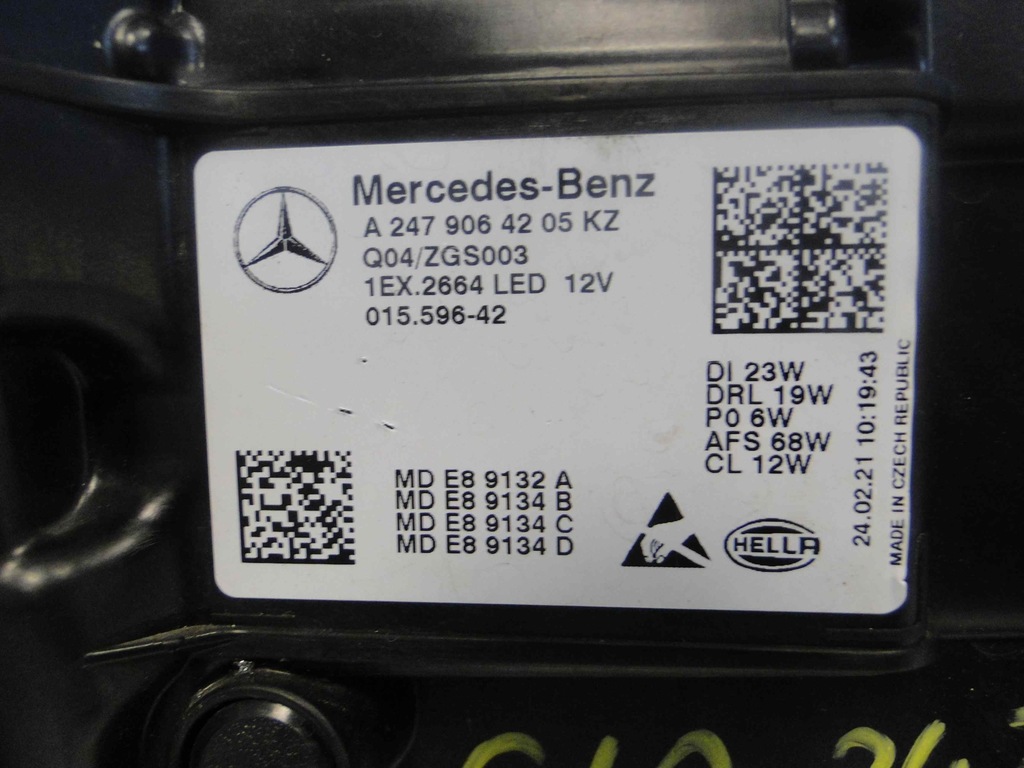 Mercedes-Benz
A 247 906 42 05 KZ
Q04/ZGS003
1EX.2664 LED 12V
015.596-42
DI 23W
DRL 19W
P0 6W
AFS 68W
CL 12W
24.02.21 10:19:43
MADE IN CZECH REPUBLIC
MD E8 9132 A
MD E8 9134 B
MD E8 9134 C
MD E8 9134 D
HELLA